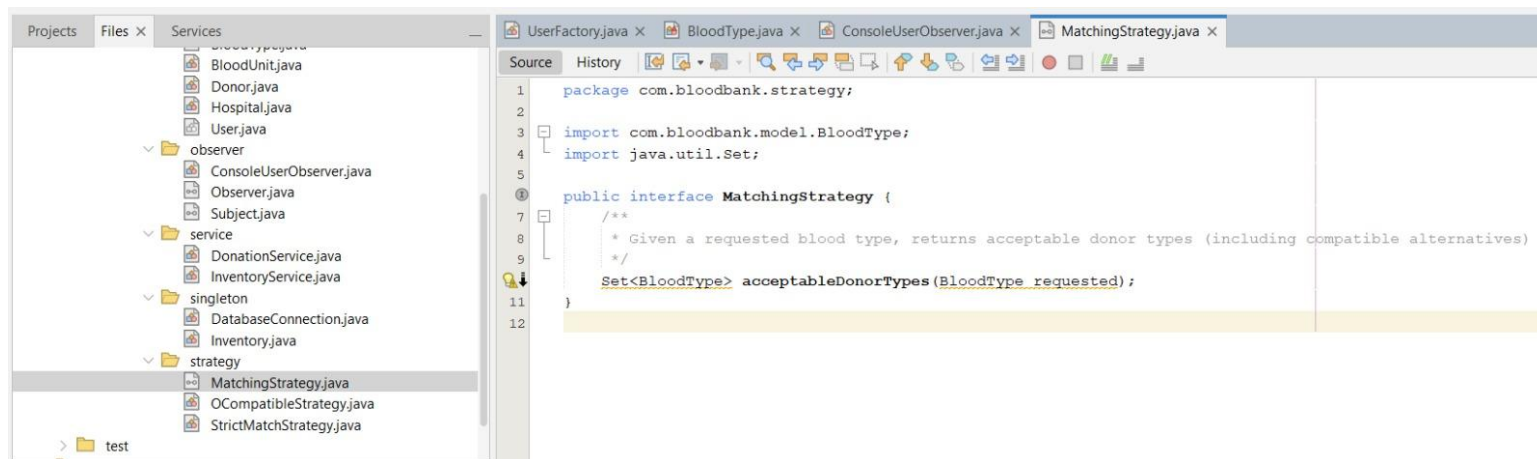 Projects Files × Services
BloodUnit.java
Donor.java
Hospital.java
User.java
observer
ConsoleUserObserver.java
Observer.java
Subject.java
service
DonationService.java
InventoryService.java
singleton
DatabaseConnection.java
Inventory.java
strategy
MatchingStrategy.java
OCompatibleStrategy.java
StrictMatchStrategy.java
test
UserFactory.java × BloodType.java × ConsoleUserObserver.java × MatchingStrategy.java ×
Source History
1 package com.bloodbank.strategy;
2
3 import com.bloodbank.model.BloodType;
4 import java.util.Set;
5
public interface MatchingStrategy {
7 /**
8 * Given a requested blood type, returns acceptable donor types (including compatible alternatives)
9 */
Set<BloodType> acceptableDonorTypes(BloodType requested);
11 }
12